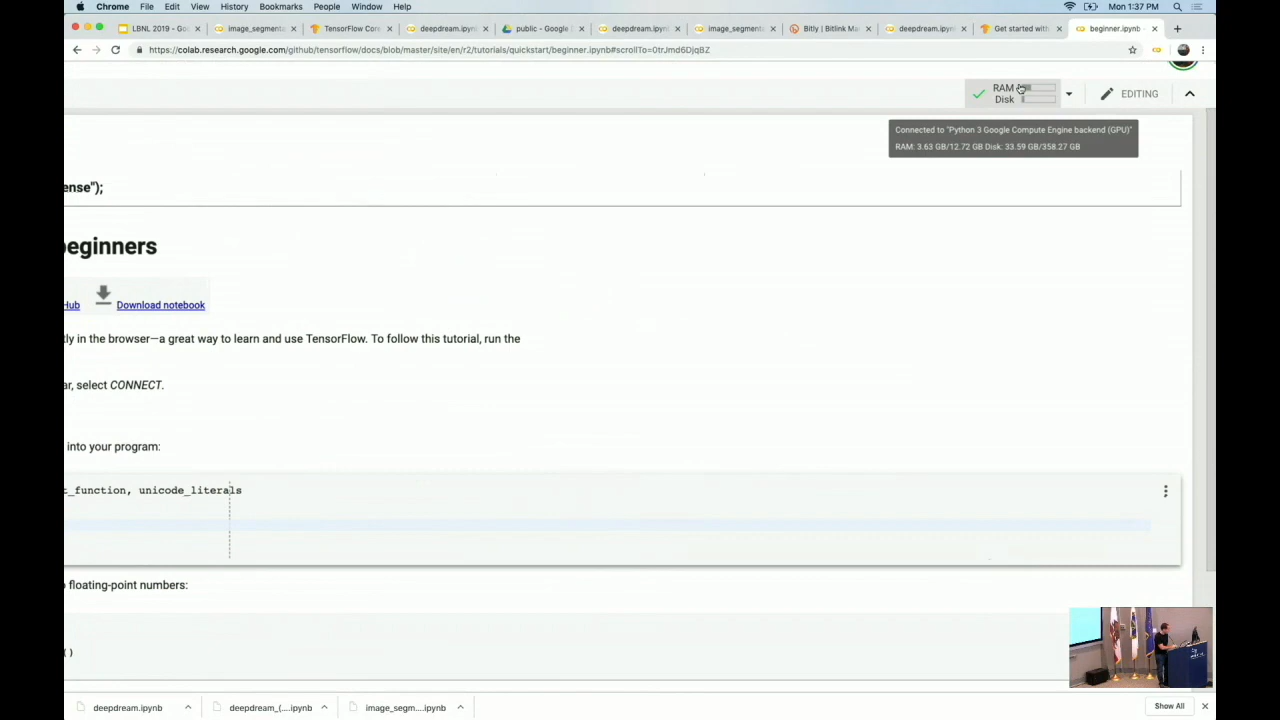 Chrome File Edit View History Bookmarks People Window Help Mon 1:37 PM
LBNL 2019 - G image_segmenta TensorFlow Core deepdream.ipynb public - Google deepdream.ipynb image_segmenta Bitly | Bitlink Ma deepdream.ipynb Get started with beginner.ipynb
https://colab.research.google.com/github/tensorflow/docs/blob/master/site/en/r2/tutorials/quickstart/beginner.ipynb#scrollTo=0trJmd6DjqBZ
RAM
Disk
EDITING
Connected to "Python 3 Google Compute Engine backend (GPU)"
RAM: 3.63 GB/12.72 GB Disk: 33.59 GB/358.27 GB
ense");
beginners
Hub Download notebook
tly in the browser—a great way to learn and use TensorFlow. To follow this tutorial, run the
ar, select CONNECT.
into your program:
t_function, unicode_literals
o floating-point numbers:
()
deepdream.ipynb deepdream_(....ipynb image_segm....ipynb Show All